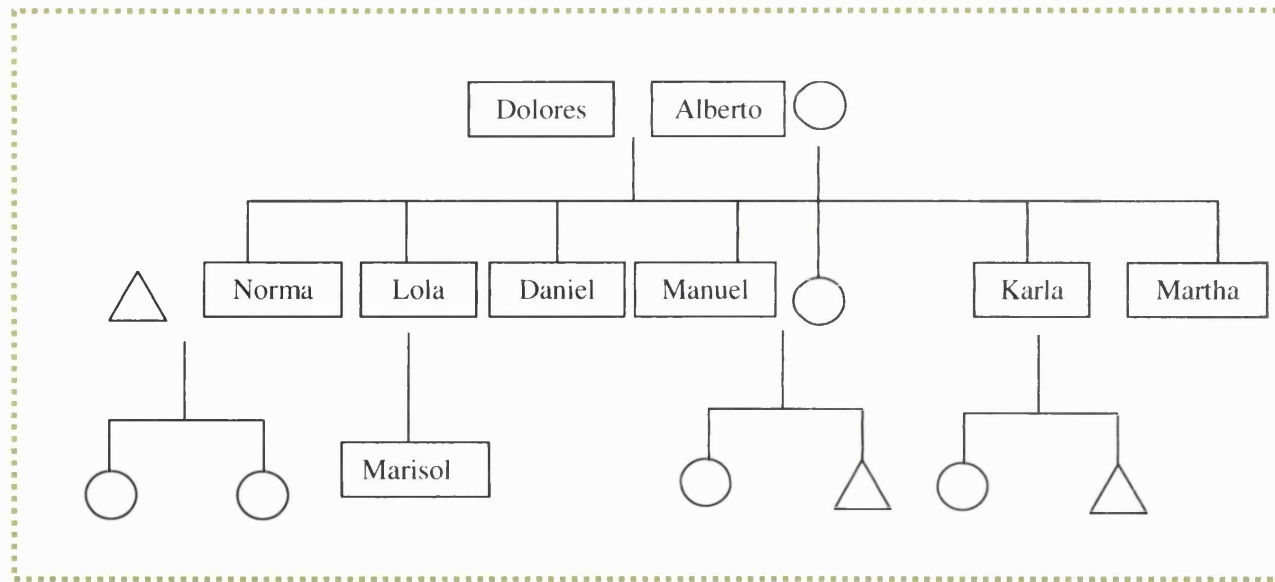 Dolores
Alberto
Norma
Lola
Daniel
Manuel
Karla
Martha
Marisol